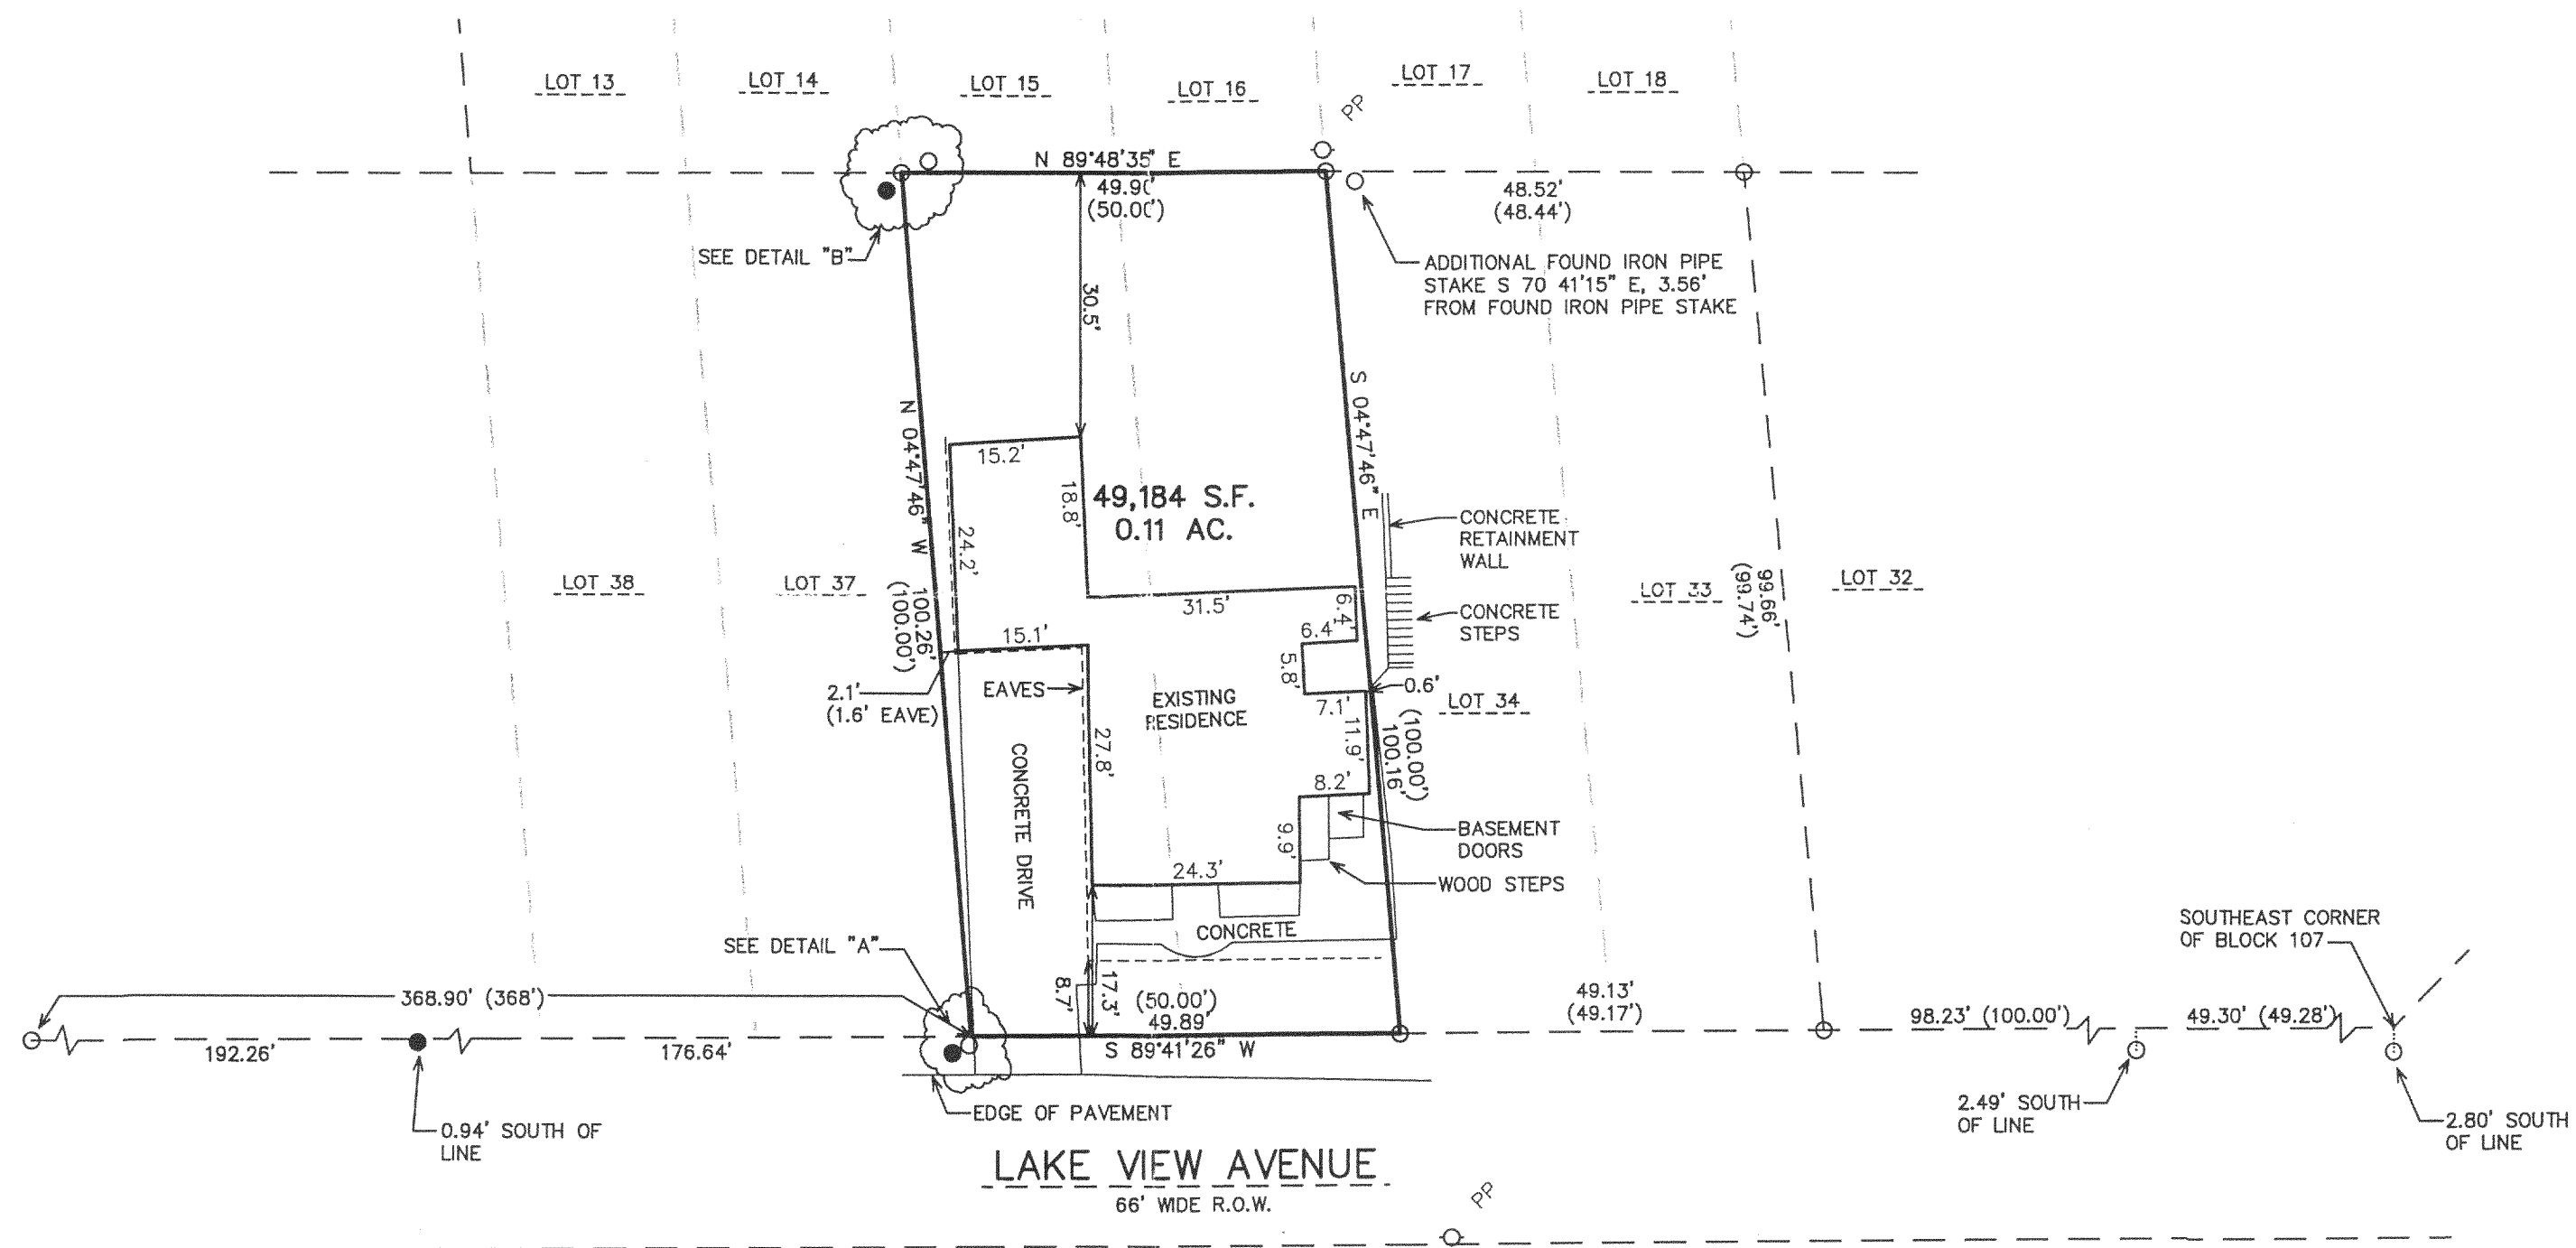 LOT 13
LOT 14
LOT 15
LOT 16
LOT 17
LOT 18
PP
N 89°48'35" E
49.90'
(50.00')
48.52'
(48.44')
SEE DETAIL "B"
ADDITIONAL FOUND IRON PIPE
STAKE S 70 41'15" E, 3.56'
FROM FOUND IRON PIPE STAKE
30.5'
N 04°47'46" W
100.26'
(100.00')
S 04°47'46" E
(100.00')
100.16'
15.2'
18.8'
24.2'
49,184 S.F.
0.11 AC.
CONCRETE
RETAINMENT
WALL
LOT 38
LOT 37
31.5'
6.4'
6.4'
5.8'
CONCRETE
STEPS
LOT 33
99.66'
(99.74')
LOT 32
15.1'
2.1'
(1.6' EAVE)
EAVES
EXISTING
RESIDENCE
7.1'
0.6'
LOT 34
27.8'
11.9'
8.2'
CONCRETE DRIVE
9.9'
BASEMENT
DOORS
24.3'
WOOD STEPS
CONCRETE
SEE DETAIL "A"
SOUTHEAST CORNER
OF BLOCK 107
368.90' (368')
8.7'
17.3'
(50.00')
49.89'
S 89°41'26" W
49.13'
(49.17')
98.23' (100.00')
49.30' (49.28')
192.26'
176.64'
EDGE OF PAVEMENT
0.94' SOUTH OF
LINE
2.49' SOUTH
OF LINE
2.80' SOUTH
OF LINE
LAKE VIEW AVENUE
66' WIDE R.O.W.
PP